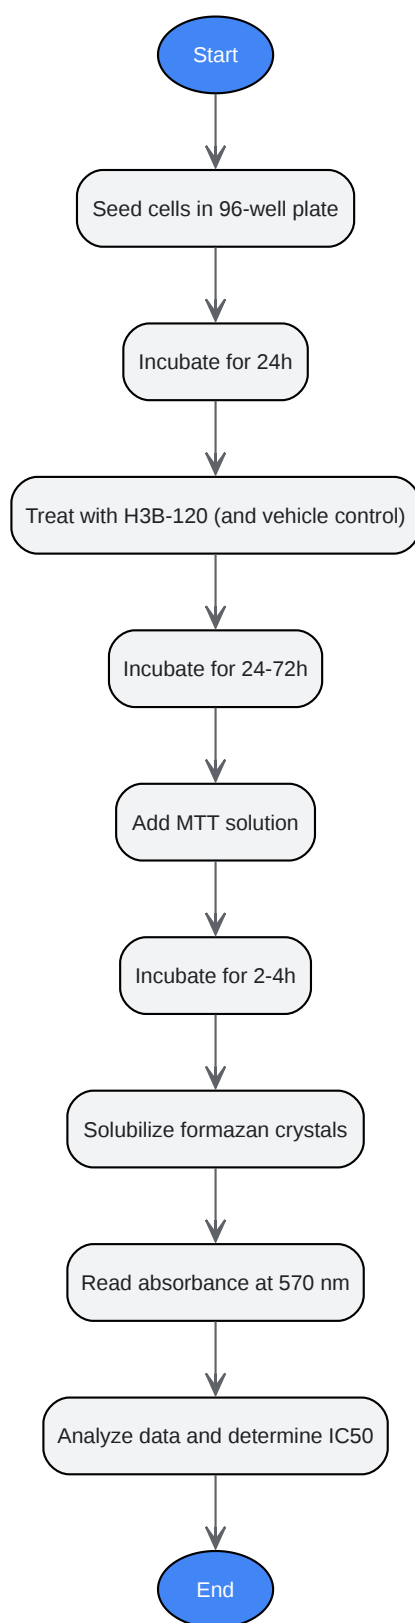 Start
Seed cells in 96-well plate
Incubate for 24h
Treat with H3B-120 (and vehicle control)
Incubate for 24-72h
Add MTT solution
Incubate for 2-4h
Solubilize formazan crystals
Read absorbance at 570 nm
Analyze data and determine IC50
End